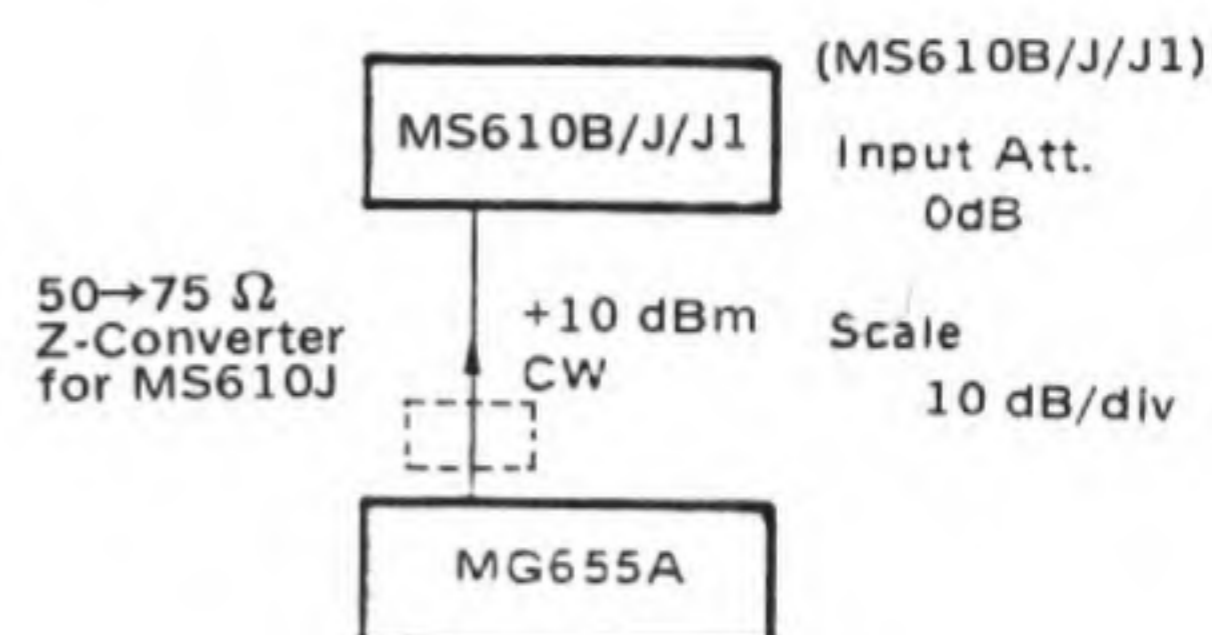 (MS610B/J/J1)
MS610B/J/J1
Input Att.
0dB
50→75 Ω
Z-Converter
for MS610J
+10 dBm
CW
Scale
10 dB/div
MG655A